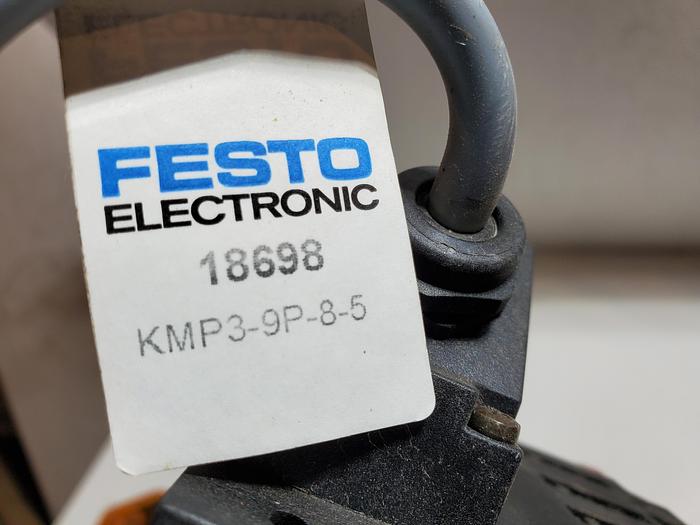 FESTO
ELECTRONIC
18698
KMP3-9P-8-5